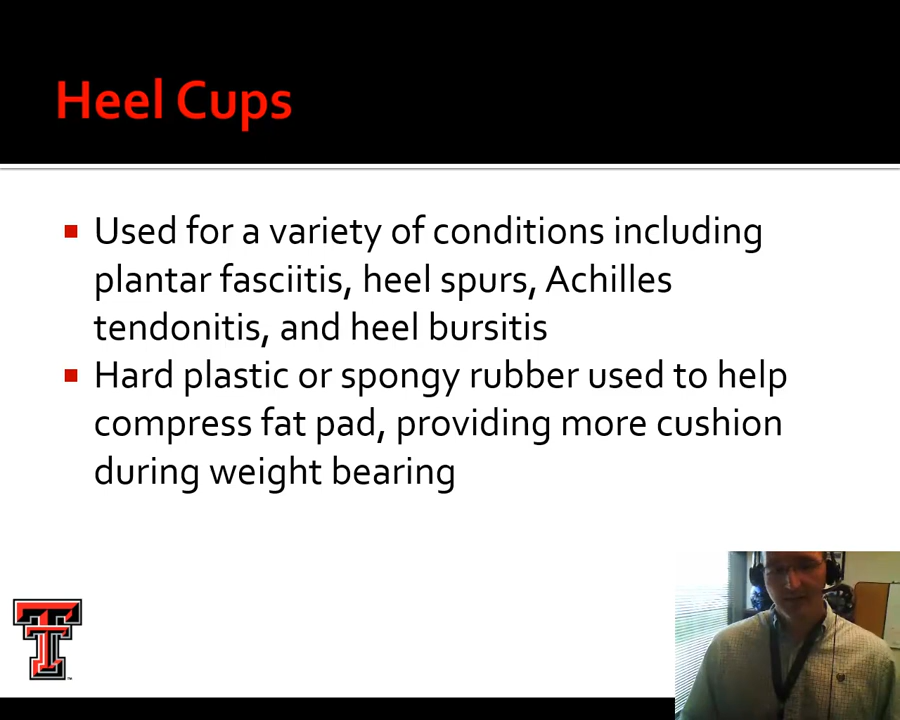 Heel Cups
Used for a variety of conditions including
plantar fasciitis, heel spurs, Achilles
tendonitis, and heel bursitis
Hard plastic or spongy rubber used to help
compress fat pad, providing more cushion
during weight bearing